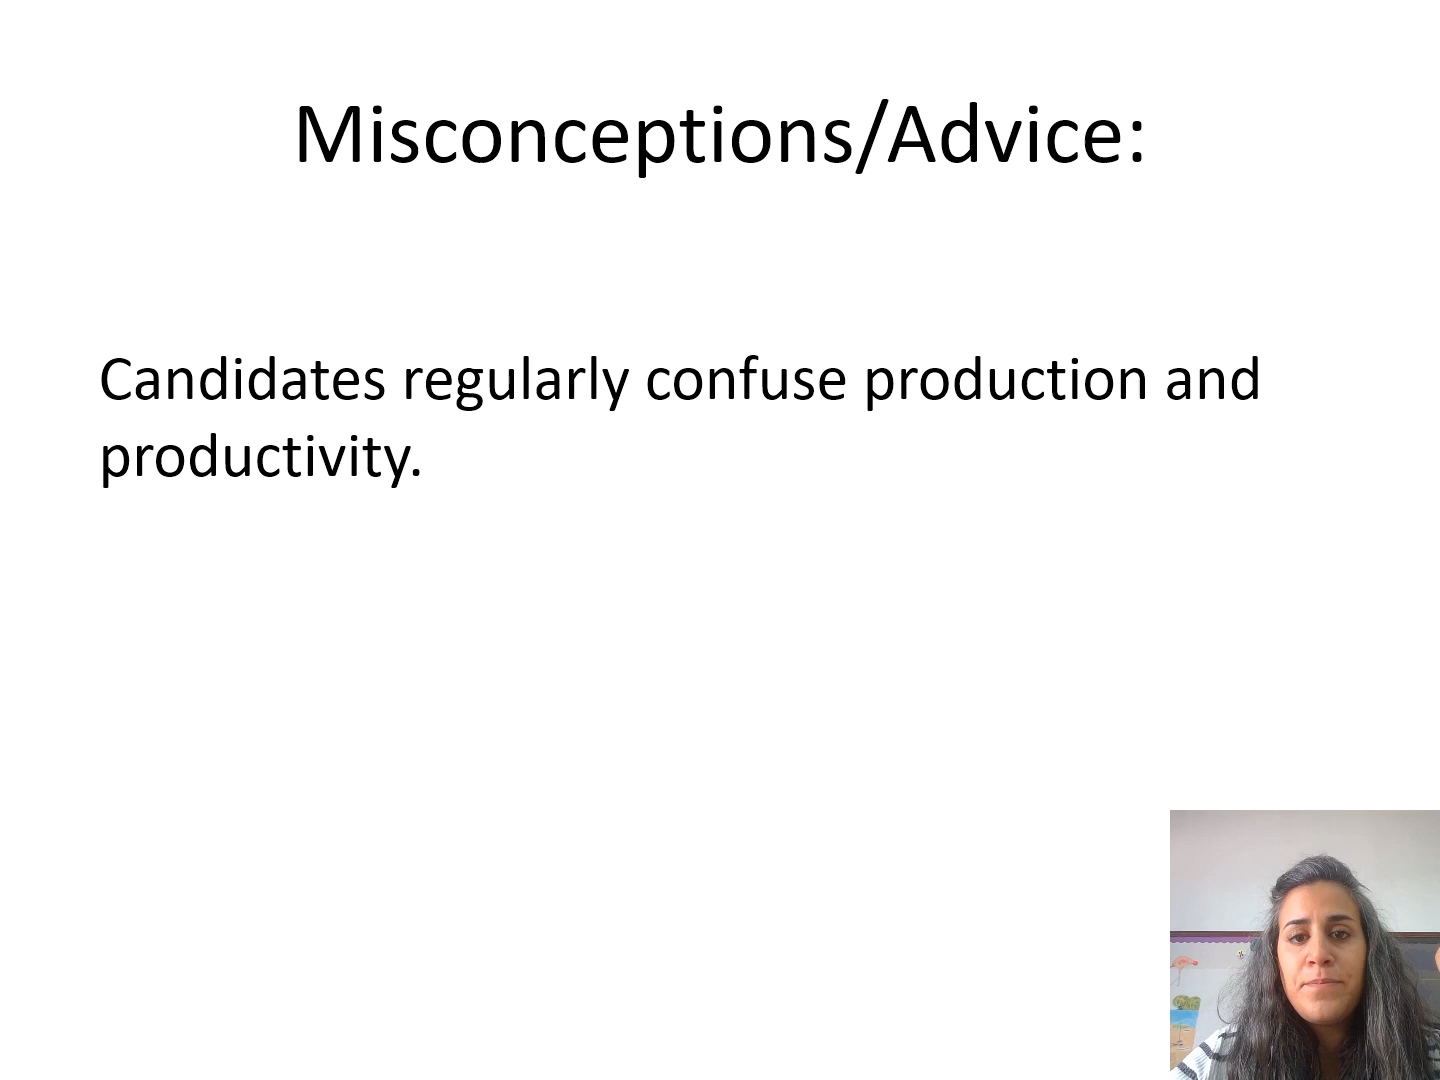 Misconceptions/Advice:
Candidates regularly confuse production and
productivity.